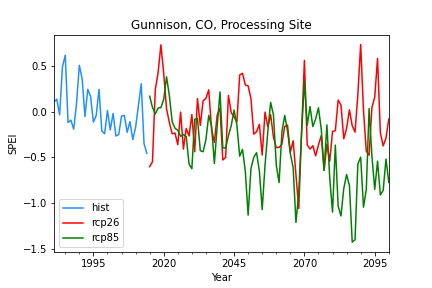 Gunnison, CO, Processing Site
SPEI
0.5
0.0
−0.5
−1.0
−1.5
hist
rcp26
rcp85
1995
2020
2045
2070
2095
Year